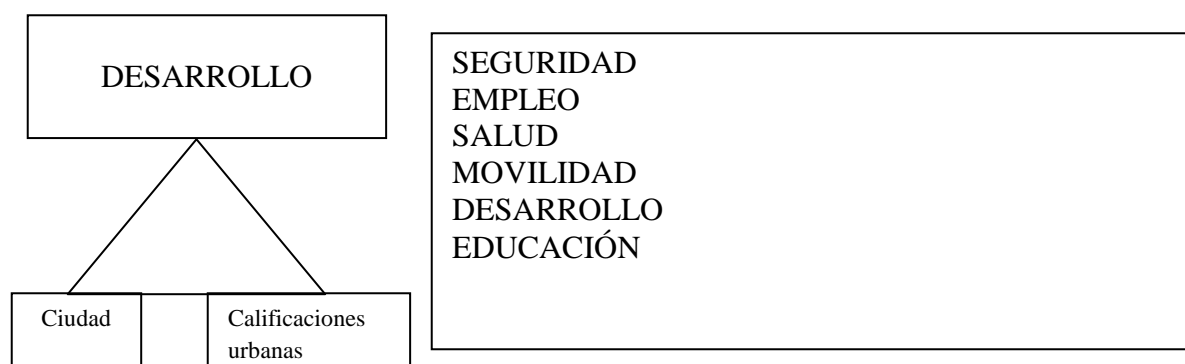 DESARROLLO
SEGURIDAD
EMPLEO
SALUD
MOVILIDAD
DESARROLLO
EDUCACIÓN
Ciudad
Calificaciones
urbanas